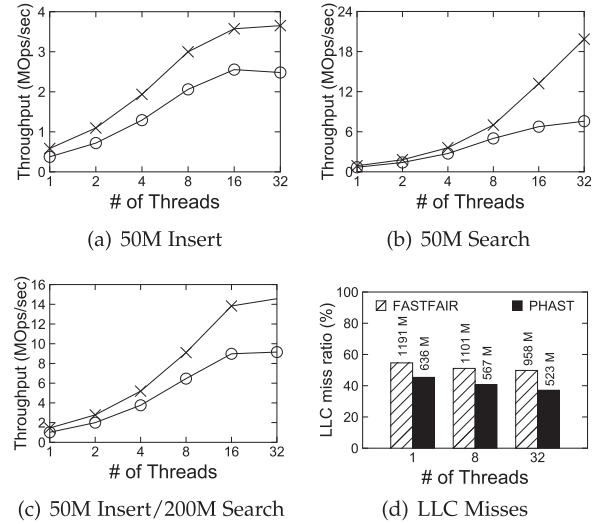 Throughput (MOps/sec)
4
3
2
1
0
1 2 4 8 16 32
# of Threads
(a) 50M Insert
Throughput (MOps/sec)
24
18
12
6
0
1 2 4 8 16 32
# of Threads
(b) 50M Search
Throughput (MOps/sec)
16
14
12
10
8
6
4
2
0
1 2 4 8 16 32
# of Threads
(c) 50M Insert/200M Search
LLC miss ratio (%)
100
80
60
40
20
0
FASTFAIR PHAST
1191 M
636 M
1101 M
567 M
958 M
523 M
1 8 32
# of Threads
(d) LLC Misses